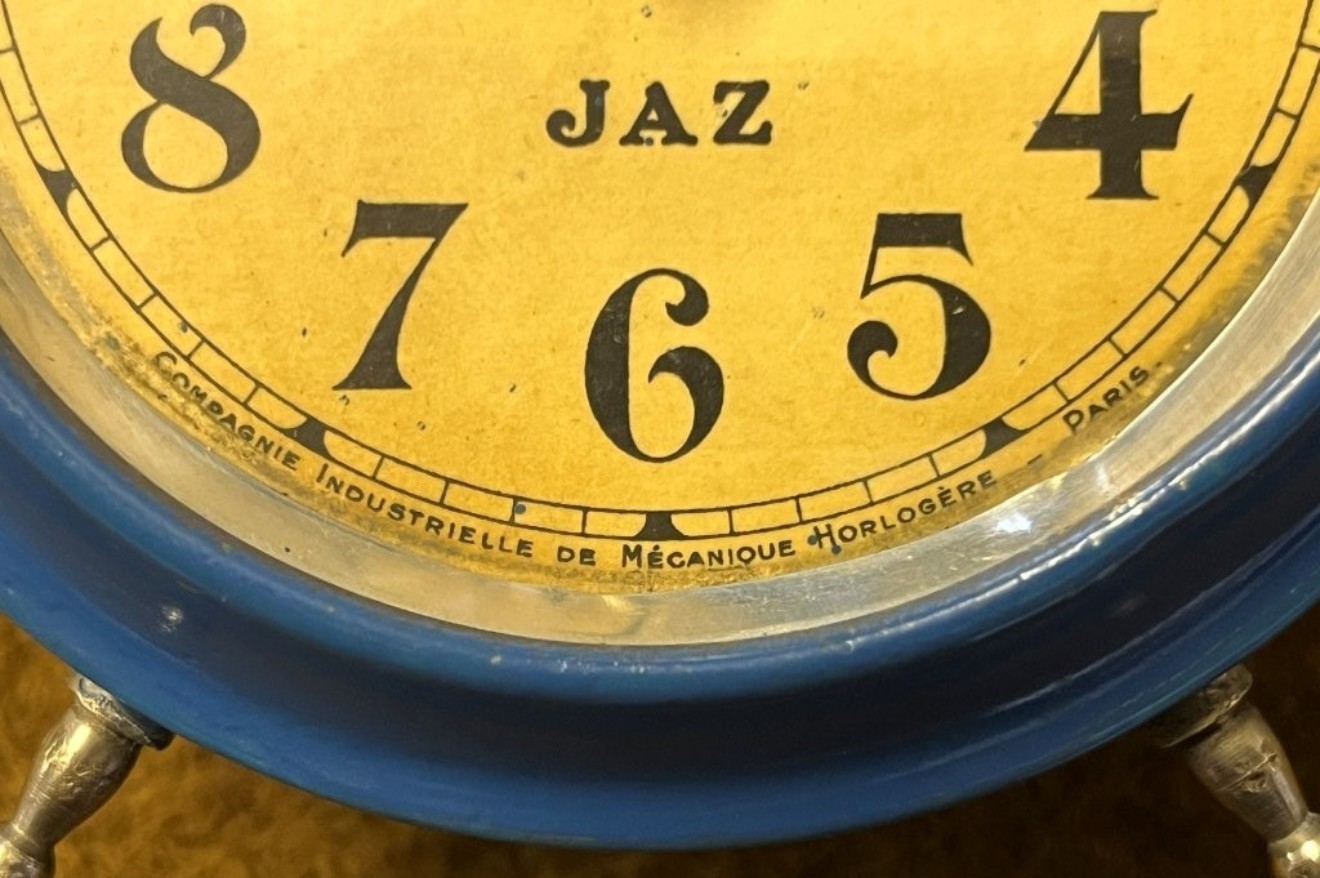 8 4
JAZ
7 5
6
COMPAGNIE INDUSTRIELLE DE MÉCANIQUE HORLOGÈRE - PARIS.